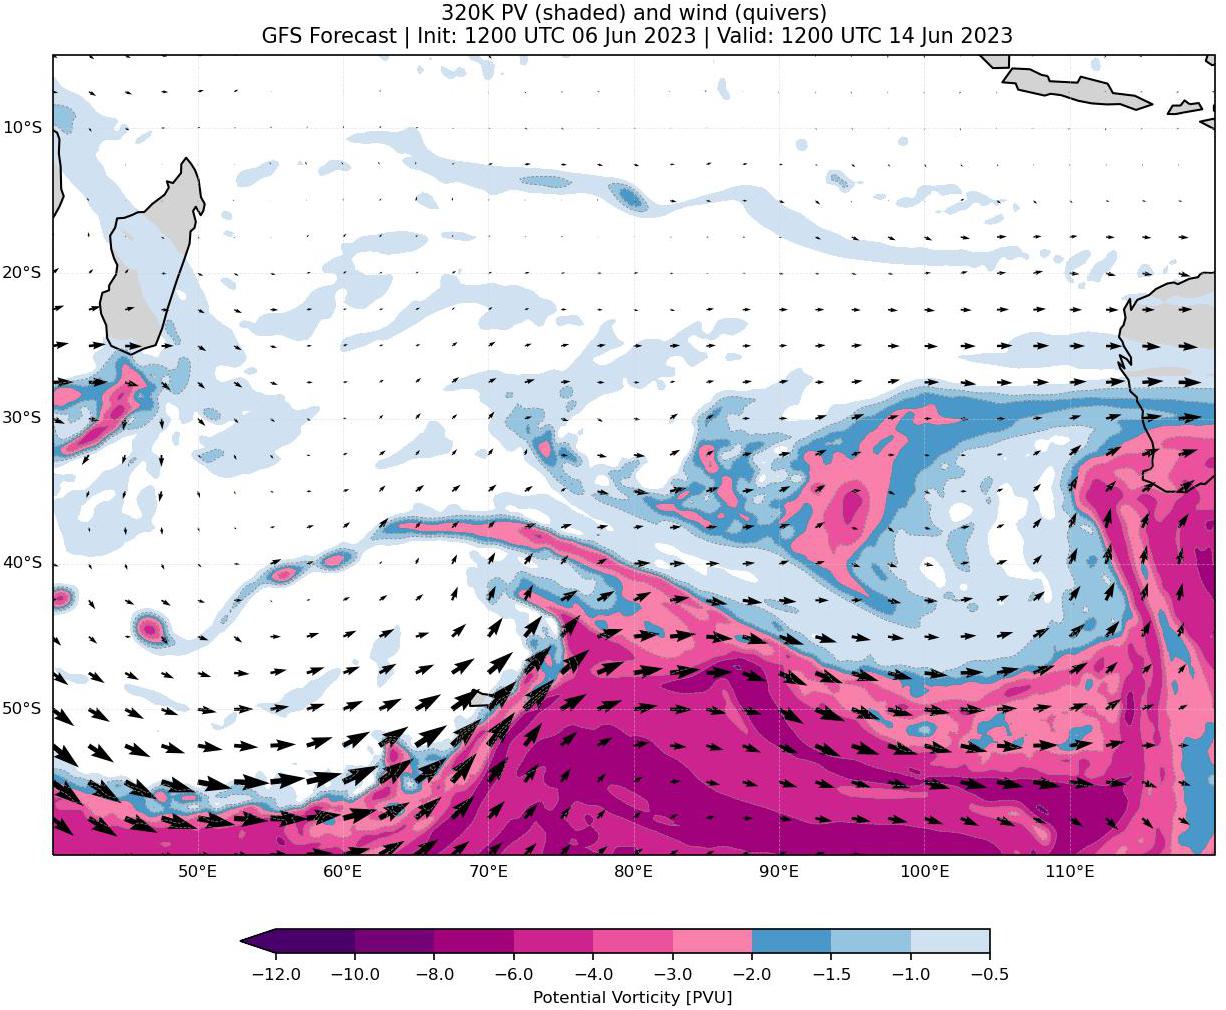 320K PV (shaded) and wind (quivers)
GFS Forecast | Init: 1200 UTC 06 Jun 2023 | Valid: 1200 UTC 14 Jun 2023
10°S
20°S
30°S
40°S
50°S
50°E 60°E 70°E 80°E 90°E 100°E 110°E
−12.0 −10.0 −8.0 −6.0 −4.0 −3.0 −2.0 −1.5 −1.0 −0.5
Potential Vorticity [PVU]